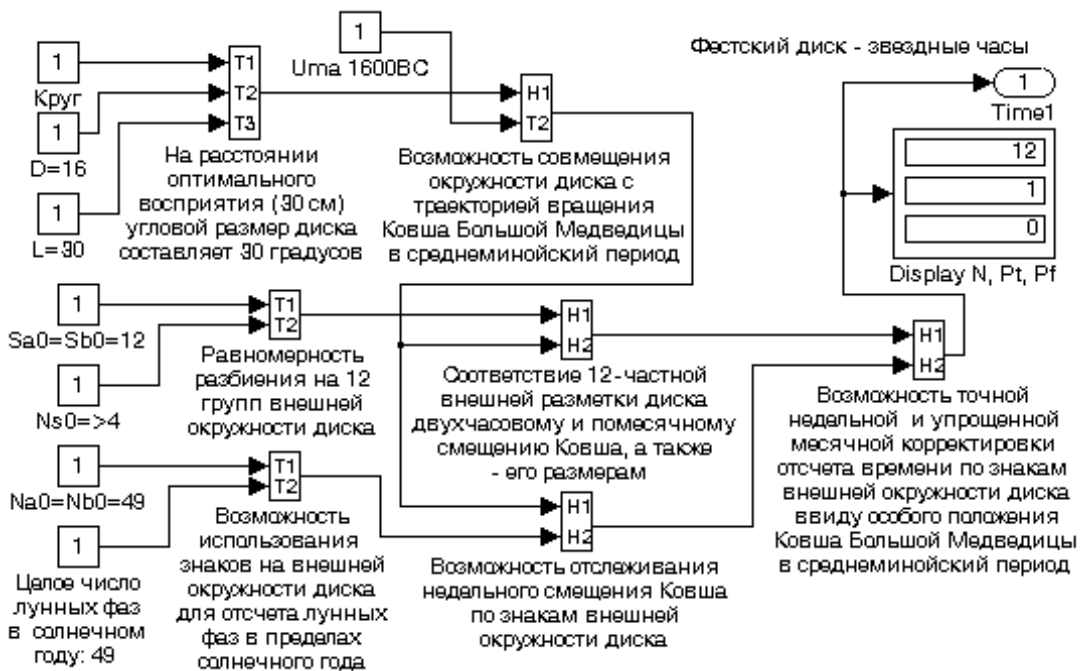 1
Круг
1
D=16
1
L=30
T1
T2
T3
На расстоянии
оптимального
восприятия (30 см)
угловой размер диска
составляет 30 градусов
1
Uma 1600BC
H1
T2
Возможность совмещения
окружности диска с
траекторией вращения
Ковша Большой Медведицы
в среднеминойский период
Фестский диск - звездные часы
1
Time1
12
1
0
Display N, Pt, Pf
1
Sa0=Sb0=12
1
Ns0=>4
T1
T2
Равномерность
разбиения на 12
групп внешней
окружности диска
H1
H2
Соответствие 12-частной
внешней разметки диска
двухчасовому и помесячному
смещению Ковша, а также
- его размерам
H1
H2
Возможность точной
недельной и упрощенной
месячной корректировки
отсчета времени по знакам
внешней окружности диска
ввиду особого положения
Ковша Большой Медведицы
в среднеминойский период
1
Na0=Nb0=49
1
Целое число
лунных фаз
в солнечном
году: 49
T1
T2
Возможность
использования
знаков на внешней
окружности диска
для отсчета лунных
фаз в пределах
солнечного года
H1
H2
Возможность отслеживания
недельного смещения Ковша
по знакам внешней
окружности диска